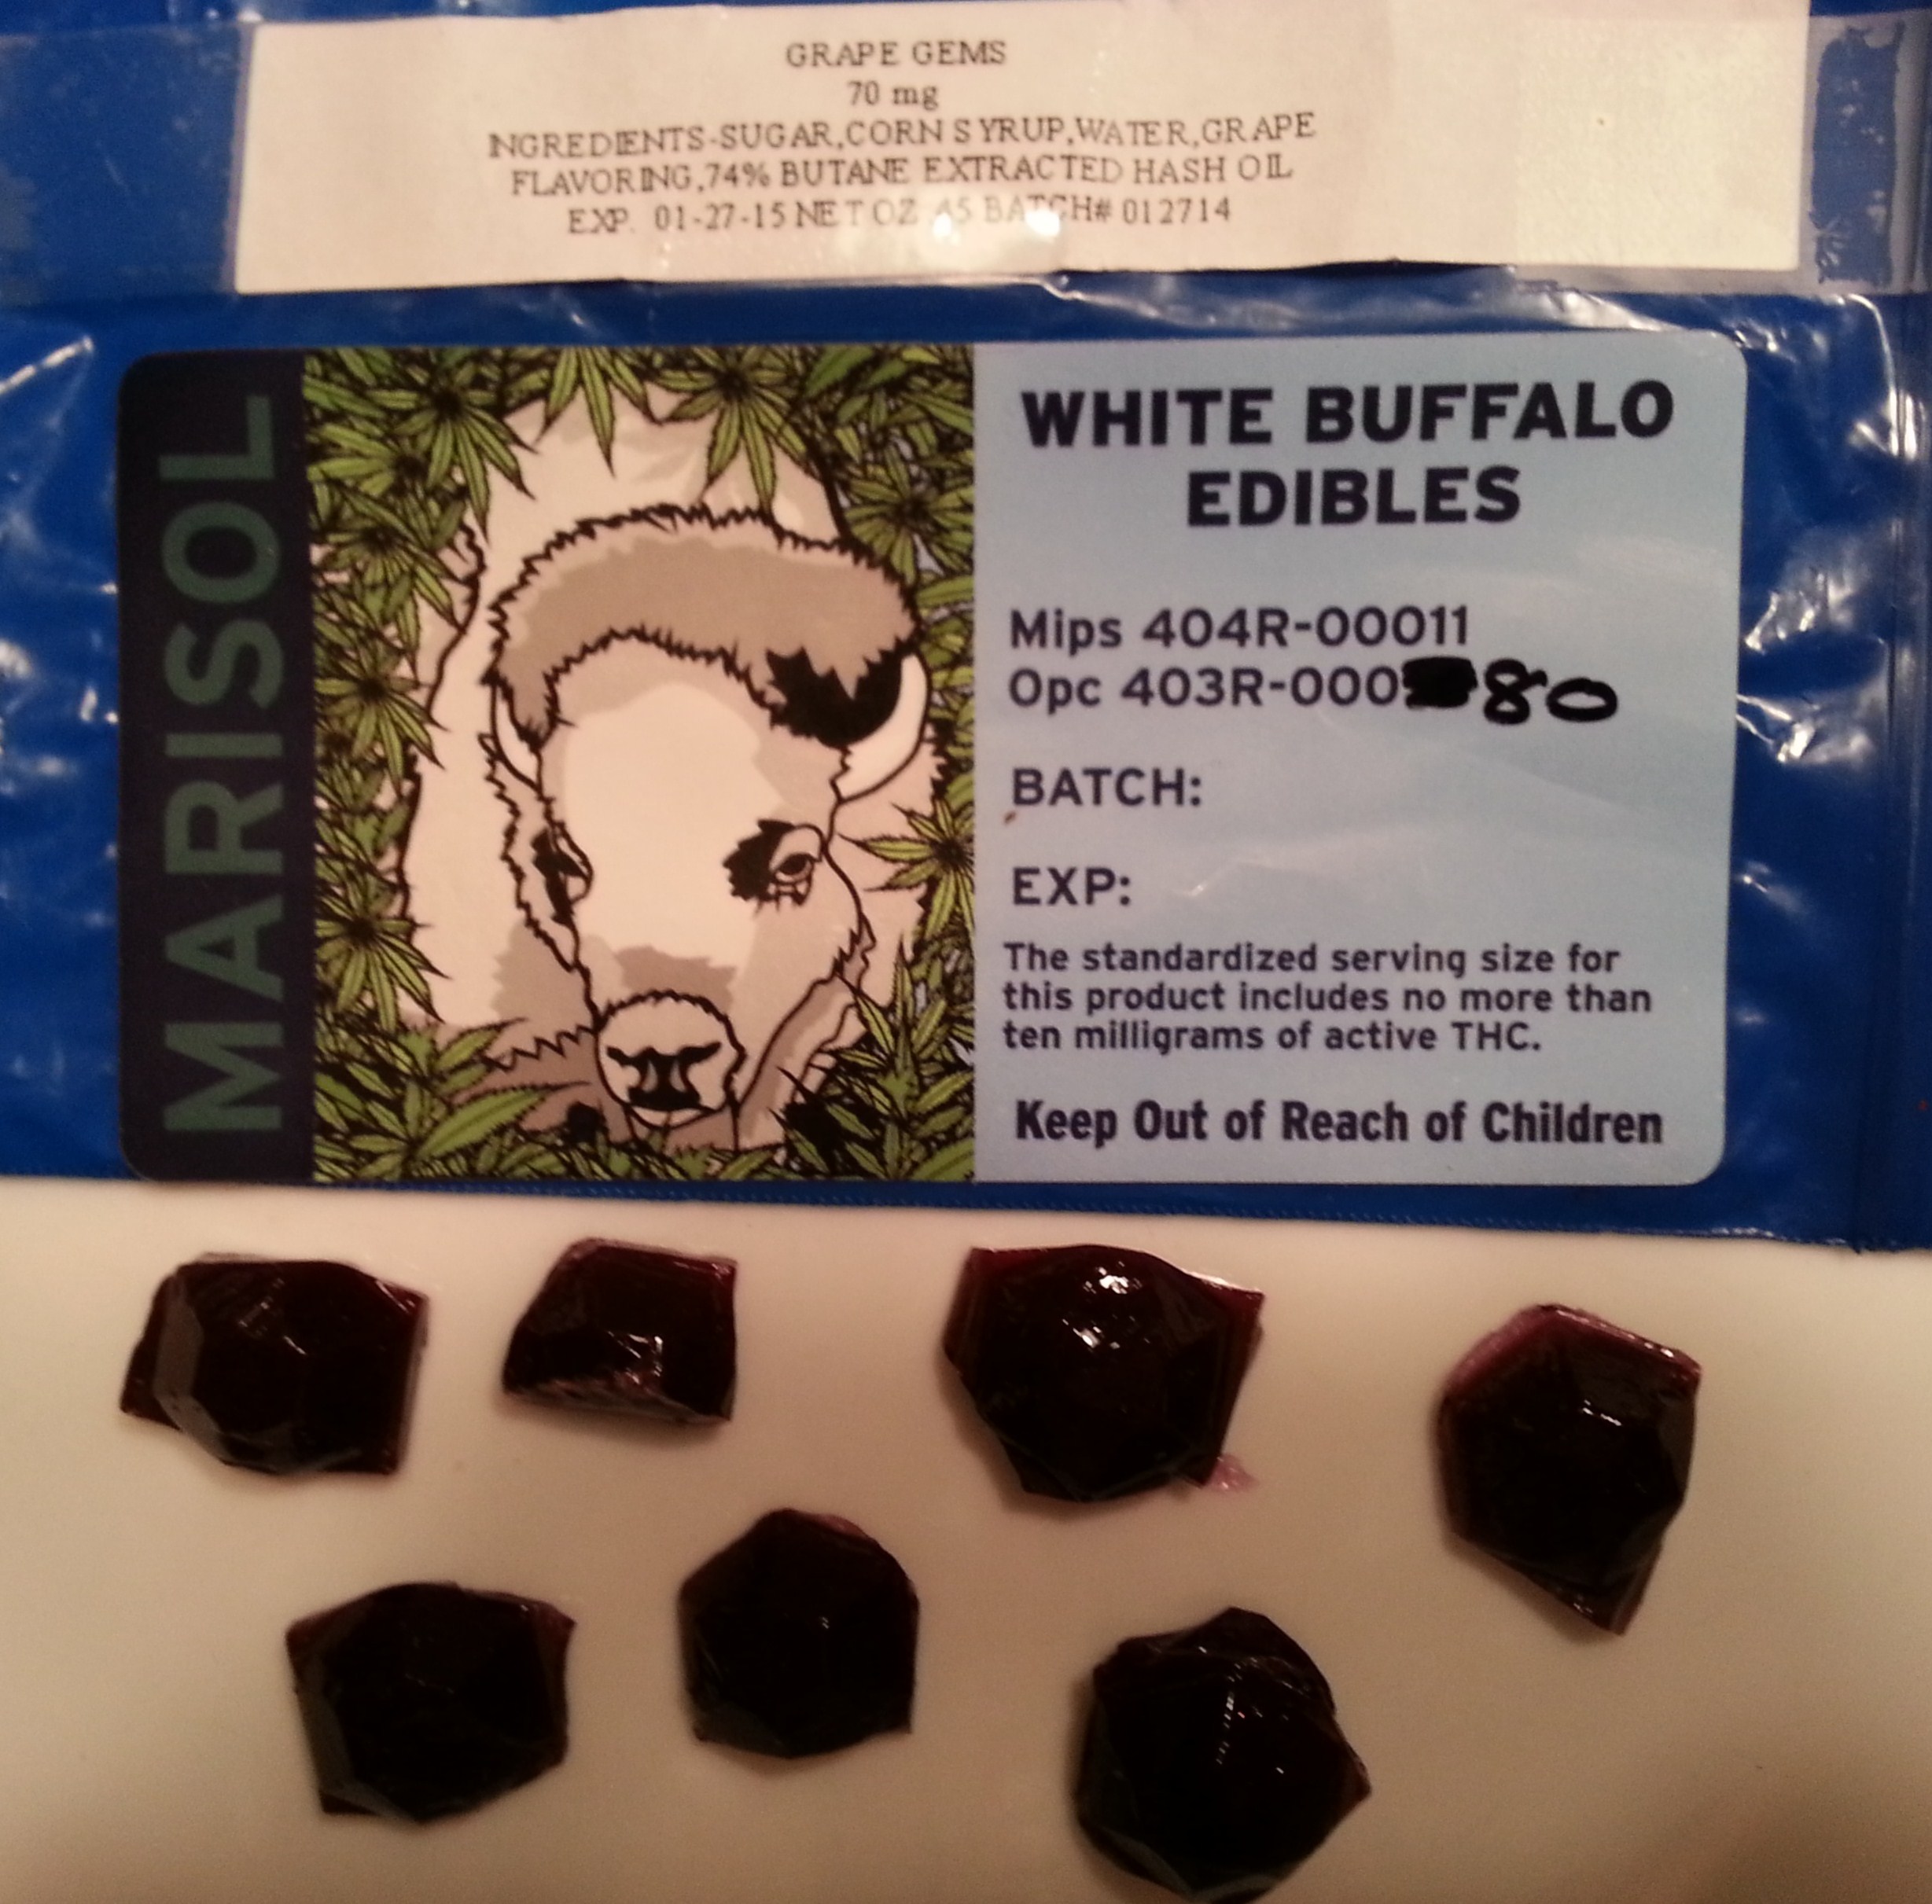 GRAPE GEMS
70 mg
INGREDIENTS-SUGAR,CORN SYRUP,WATER,GRAPE
FLAVORING,74% BUTANE EXTRACTED HASH OIL
EXP. 01-27-15 NET OZ .45 BATCH# 012714
MARISOL
WHITE BUFFALO
EDIBLES
Mips 404R-00011
Opc 403R-000 80
BATCH:
EXP:
The standardized serving size for
this product includes no more than
ten milligrams of active THC.
Keep Out of Reach of Children